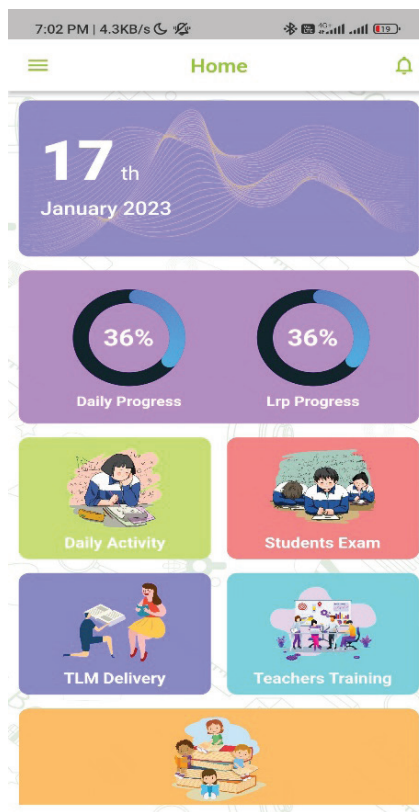 7:02 PM | 4.3KB/s
4G+
19
Home
17 th
January 2023
36%
36%
Daily Progress
Lrp Progress
Daily Activity
Students Exam
TLM Delivery
Teachers Training